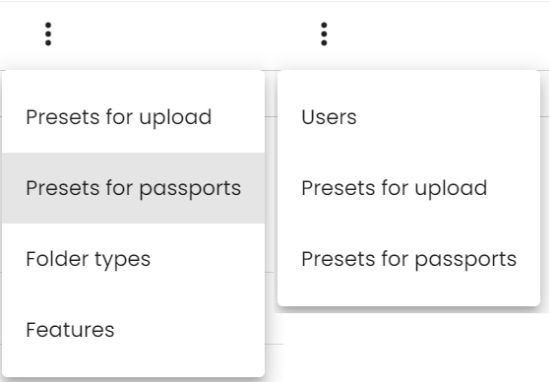 Presets for upload
Presets for passports
Folder types
Features
Users
Presets for upload
Presets for passports